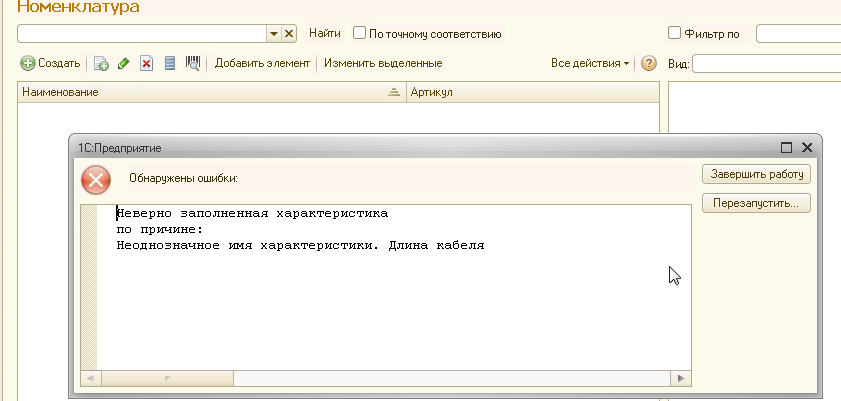 Номенклатура
Найти
По точному соответствию
Фильтр по
Создать
Добавить элемент
Изменить выделенные
Все действия
Вид:
Наименование
Артикул
1С:Предприятие
Обнаружены ошибки:
Завершить работу
Перезапустить...
Неверно заполненная характеристика
по причине:
Неоднозначное имя характеристики. Длина кабеля